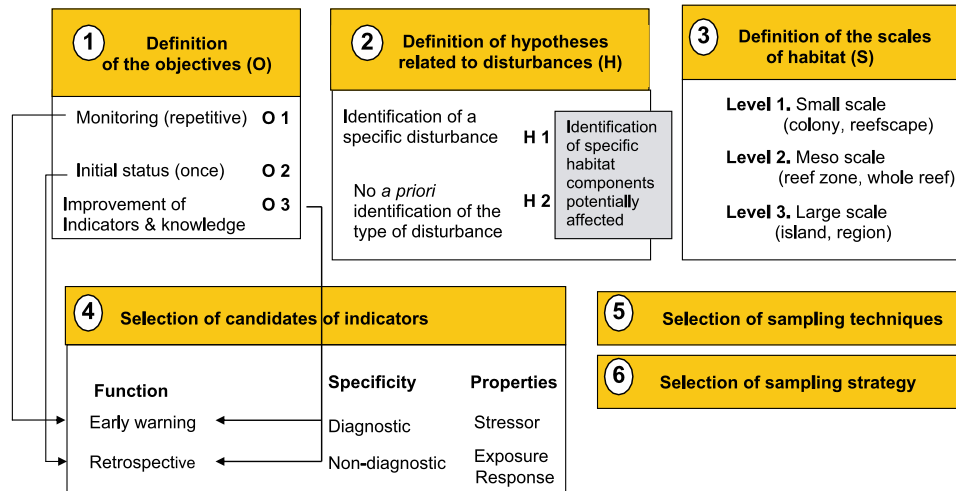 1
Definition
of the objectives (O)
Monitoring (repetitive) O 1
Initial status (once) O 2
Improvement of O 3
Indicators & knowledge
2
Definition of hypotheses
related to disturbances (H)
Identification of a
specific disturbance H 1
No a priori
identification of the H 2
type of disturbance
Identification
of specific
habitat
components
potentially
affected
3
Definition of the scales
of habitat (S)
Level 1. Small scale
(colony, reefscape)
Level 2. Meso scale
(reef zone, whole reef)
Level 3. Large scale
(island, region)
4
Selection of candidates of indicators
Function Specificity Properties
Early warning Diagnostic Stressor
Retrospective Non-diagnostic Exposure
Response
5
Selection of sampling techniques
6
Selection of sampling strategy